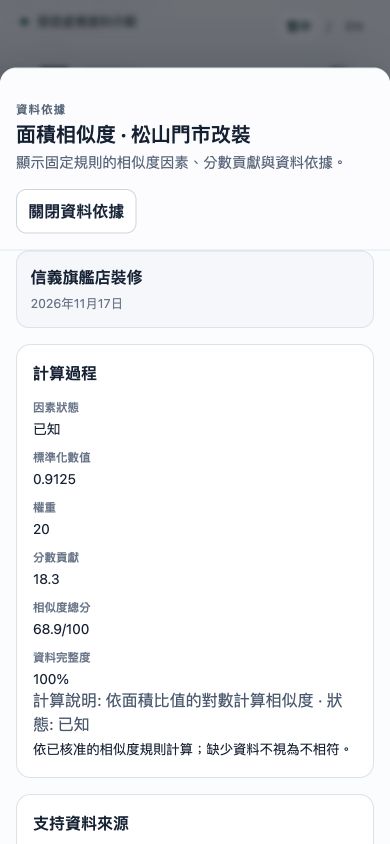 資料依據
面積相似度 · 松山門市改裝
顯示固定規則的相似度因素、分數貢獻與資料依據。
關閉資料依據
信義旗艦店裝修
2026年11月17日
計算過程
因素狀態
已知
標準化數值
0.9125
權重
20
分數貢獻
18.3
相似度總分
68.9/100
資料完整度
100%
計算說明: 依面積比值的對數計算相似度 · 狀
態: 已知
依已核准的相似度規則計算；缺少資料不視為不相符。
支持資料來源